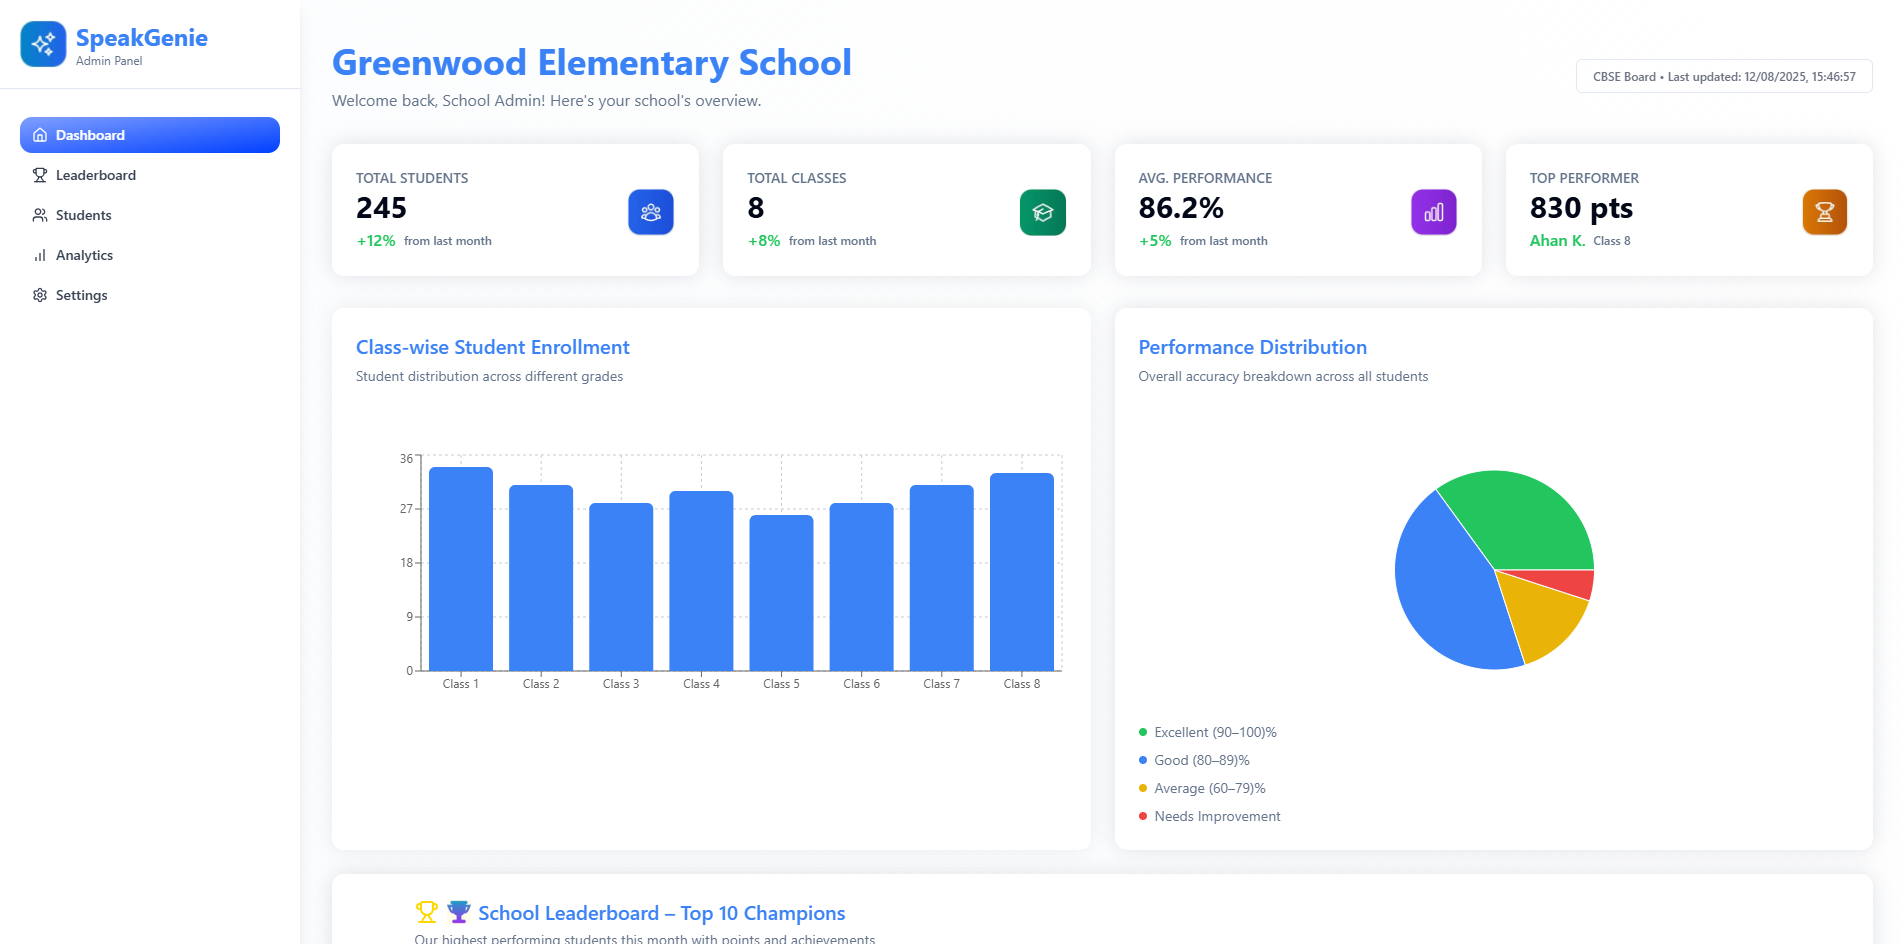 SpeakGenie
Admin Panel
Dashboard
Leaderboard
Students
Analytics
Settings
Greenwood Elementary School
Welcome back, School Admin! Here's your school's overview.
CBSE Board • Last updated: 12/08/2025, 15:46:57
TOTAL STUDENTS
245
+12% from last month
TOTAL CLASSES
8
+8% from last month
AVG. PERFORMANCE
86.2%
+5% from last month
TOP PERFORMER
830 pts
Ahan K. Class 8
Class-wise Student Enrollment
Student distribution across different grades
36
27
18
9
0
Class 1 Class 2 Class 3 Class 4 Class 5 Class 6 Class 7 Class 8
Performance Distribution
Overall accuracy breakdown across all students
Excellent (90–100)%
Good (80–89)%
Average (60–79)%
Needs Improvement
School Leaderboard – Top 10 Champions
Our highest performing students this month with points and achievements